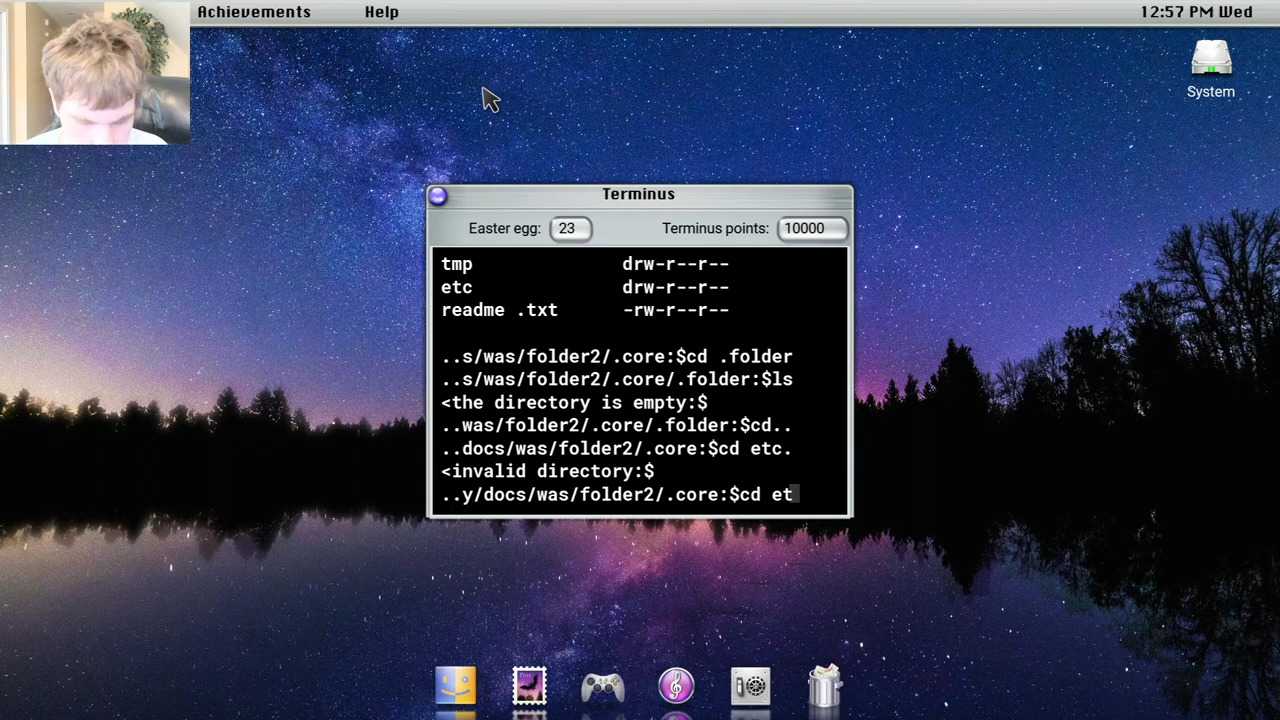 Achievements Help 12:57 PM Wed
System
Terminus
Easter egg: 23 Terminus points: 10000
tmp drw-r--r--
etc drw-r--r--
readme .txt -rw-r--r--
..s/was/folder2/.core:$cd .folder
..s/was/folder2/.core/.folder:$ls
<the directory is empty:$
..was/folder2/.core/.folder:$cd..
..docs/was/folder2/.core:$cd etc.
<invalid directory:$
..y/docs/was/folder2/.core:$cd et